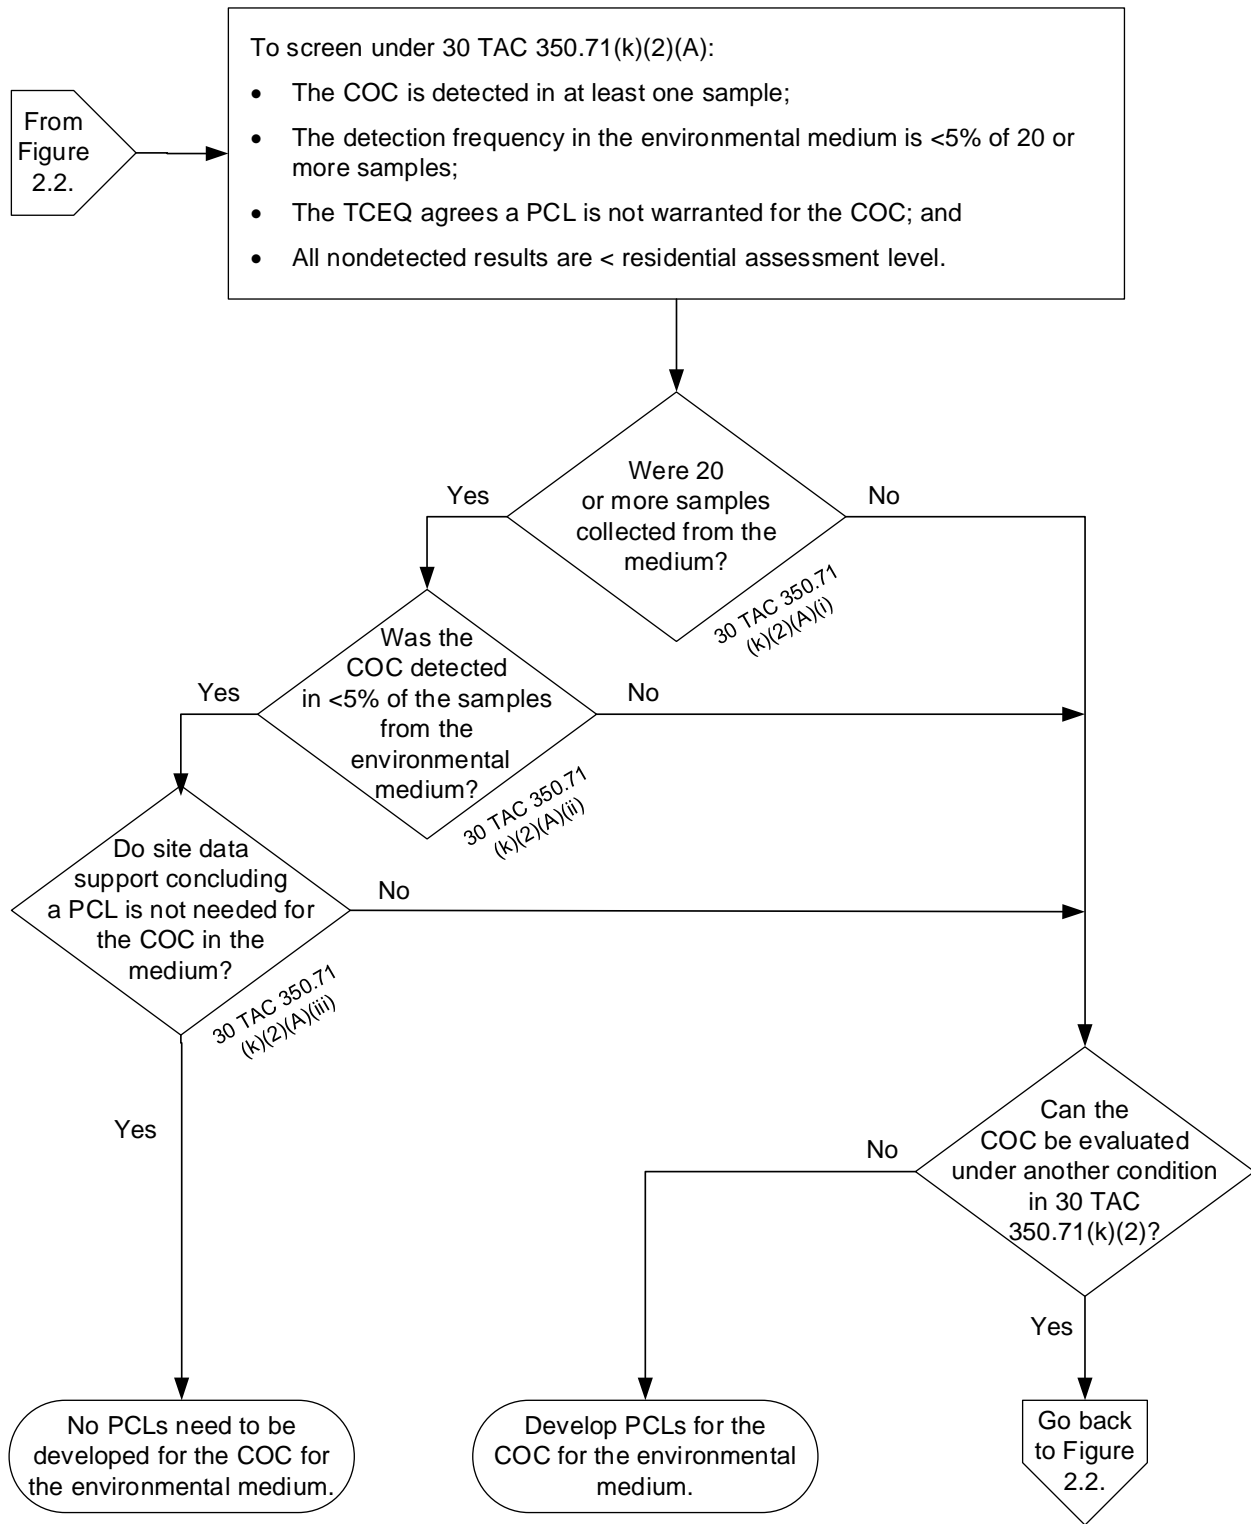 To screen under 30 TAC 350.71(k)(2)(A):
• The COC is detected in at least one sample;
• The detection frequency in the environmental medium is <5% of 20 or
more samples;
• The TCEQ agrees a PCL is not warranted for the COC; and
• All nondetected results are < residential assessment level.
From
Figure
2.2.
Were 20
or more samples
collected from the
medium?
Yes
No
30 TAC 350.71
(k)(2)(A)(i)
Was the
COC detected
in <5% of the samples
from the
environmental
medium?
Yes
No
30 TAC 350.71
(k)(2)(A)(ii)
Do site data
support concluding
a PCL is not needed for
the COC in the
medium?
No
30 TAC 350.71
(k)(2)(A)(iii)
Yes
Can the
COC be evaluated
under another condition
in 30 TAC
350.71(k)(2)?
No
Yes
No PCLs need to be
developed for the COC for
the environmental medium.
Develop PCLs for the
COC for the environmental
medium.
Go back
to Figure
2.2.